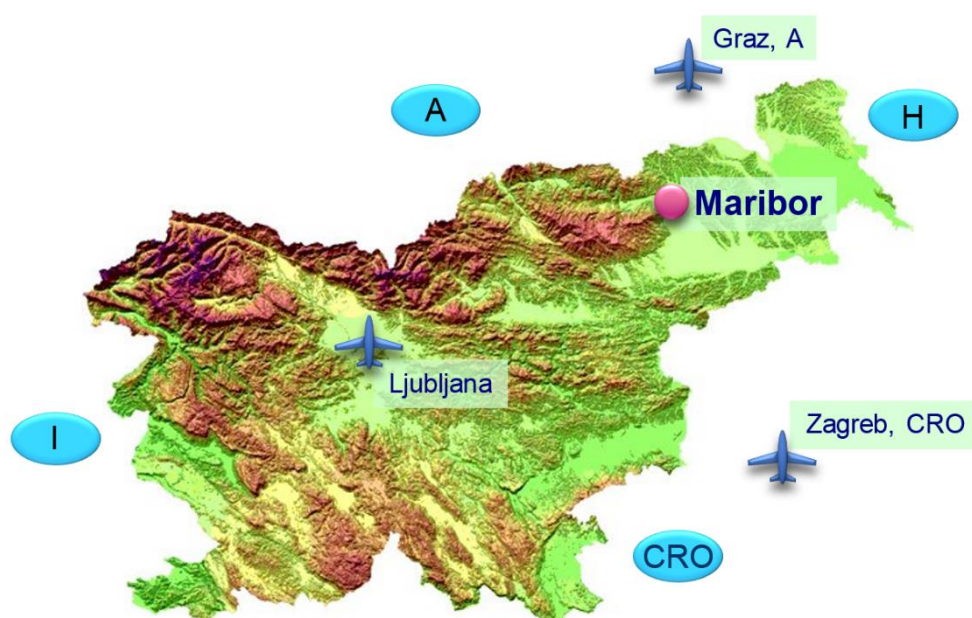 Graz, A
A
H
Maribor
Ljubljana
Zagreb, CRO
I
CRO